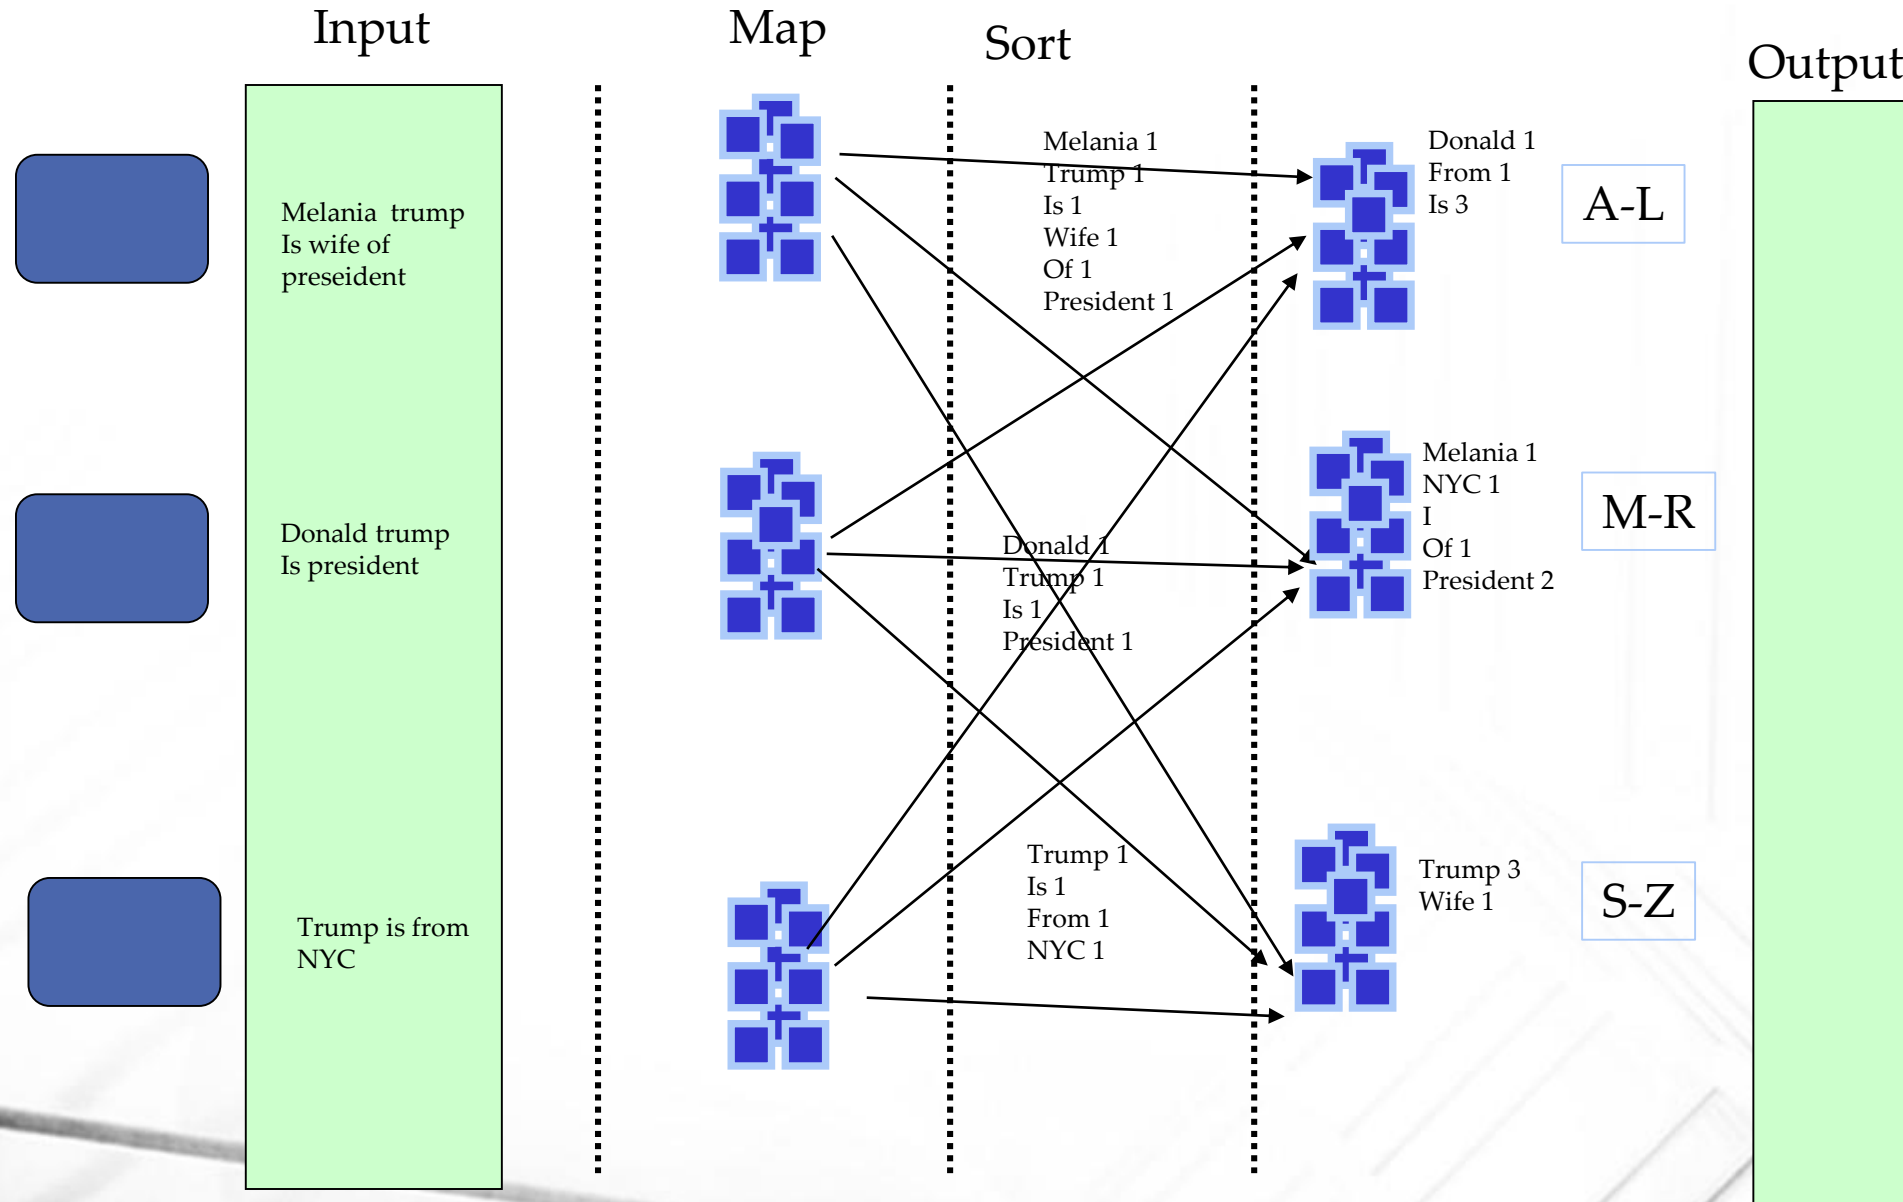 Input
Map
Sort
Output
Melania trump
Is wife of
preseident
Donald trump
Is president
Trump is from
NYC
Melania 1
Trump 1
Is 1
Wife 1
Of 1
President 1
Donald 1
Trump 1
Is 1
President 1
Trump 1
Is 1
From 1
NYC 1
Donald 1
From 1
Is 3
A-L
Melania 1
NYC 1
I
Of 1
President 2
M-R
Trump 3
Wife 1
S-Z